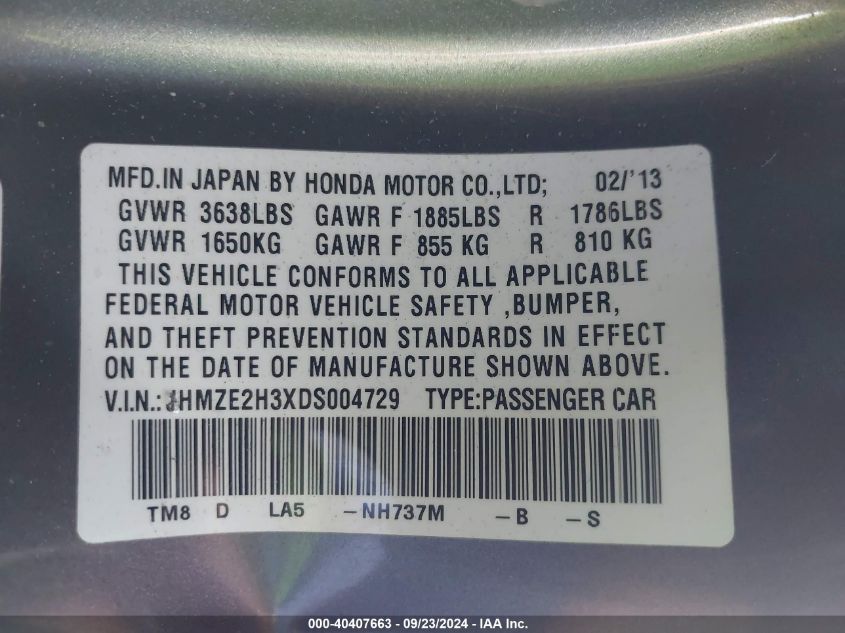 MFD.IN JAPAN BY HONDA MOTOR CO.,LTD; 02/'13
GVWR 3638LBS GAWR F 1885LBS R 1786LBS
GVWR 1650KG GAWR F 855 KG R 810 KG
THIS VEHICLE CONFORMS TO ALL APPLICABLE
FEDERAL MOTOR VEHICLE SAFETY ,BUMPER,
AND THEFT PREVENTION STANDARDS IN EFFECT
ON THE DATE OF MANUFACTURE SHOWN ABOVE.
V.I.N.: JHMZE2H3XDS004729 TYPE:PASSENGER CAR
TM8 D LA5 -NH737M -B -S
000-40407663 - 09/23/2024 - IAA Inc.